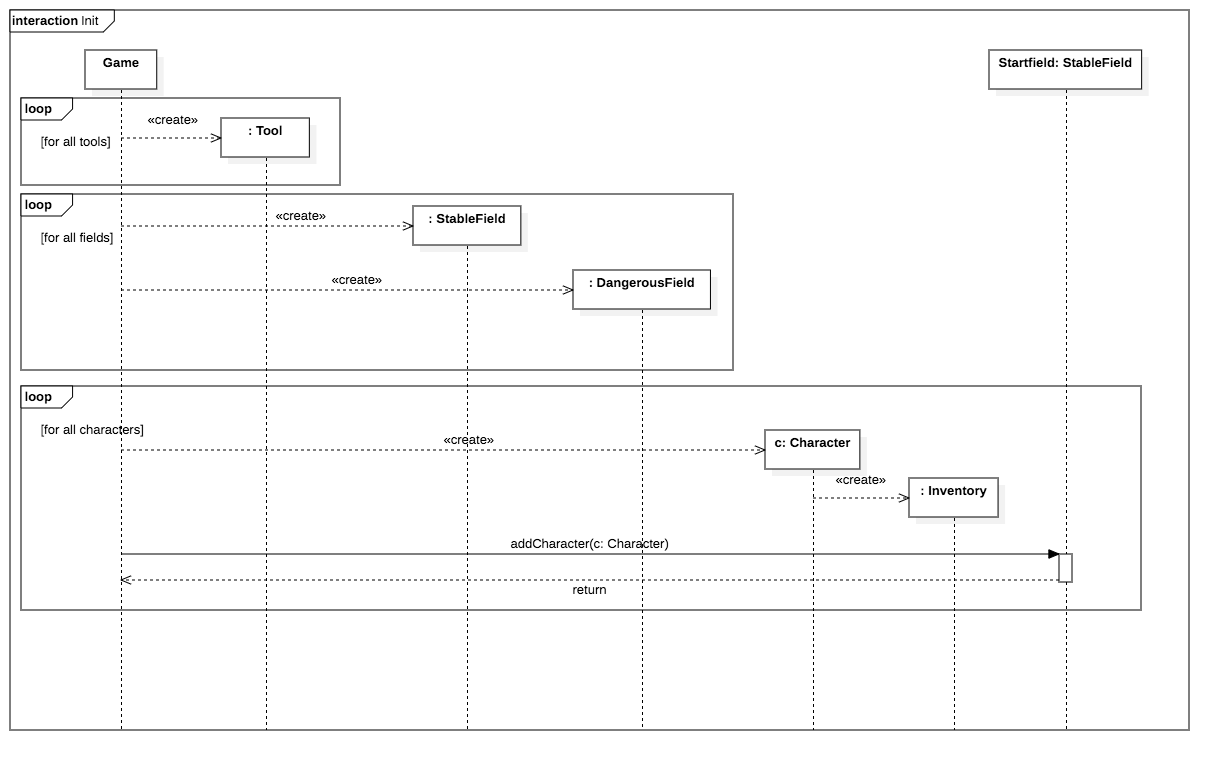 interaction Init
Game
Startfield: StableField
loop
«create»
: Tool
[for all tools]
loop
«create»
: StableField
[for all fields]
«create»
: DangerousField
loop
[for all characters]
«create»
c: Character
«create»
: Inventory
addCharacter(c: Character)
return